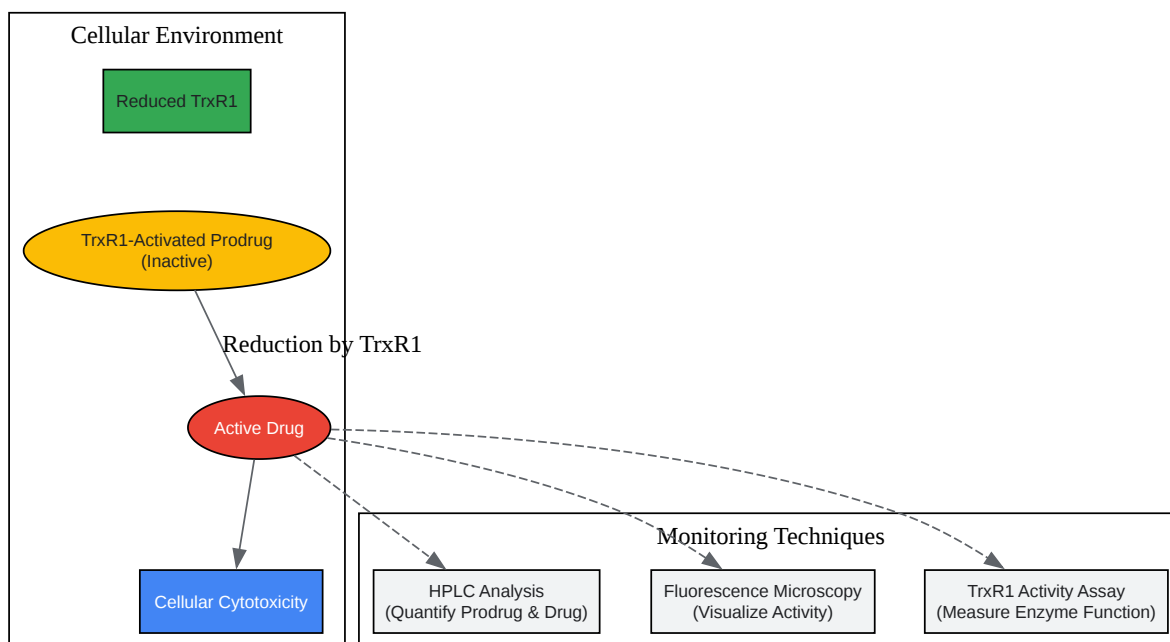 Cellular Environment
Reduced TrxR1
TrxR1-Activated Prodrug
(Inactive)
Reduction by TrxR1
Active Drug
Monitoring Techniques
Cellular Cytotoxicity
HPLC Analysis
(Quantify Prodrug & Drug)
Fluorescence Microscopy
(Visualize Activity)
TrxR1 Activity Assay
(Measure Enzyme Function)